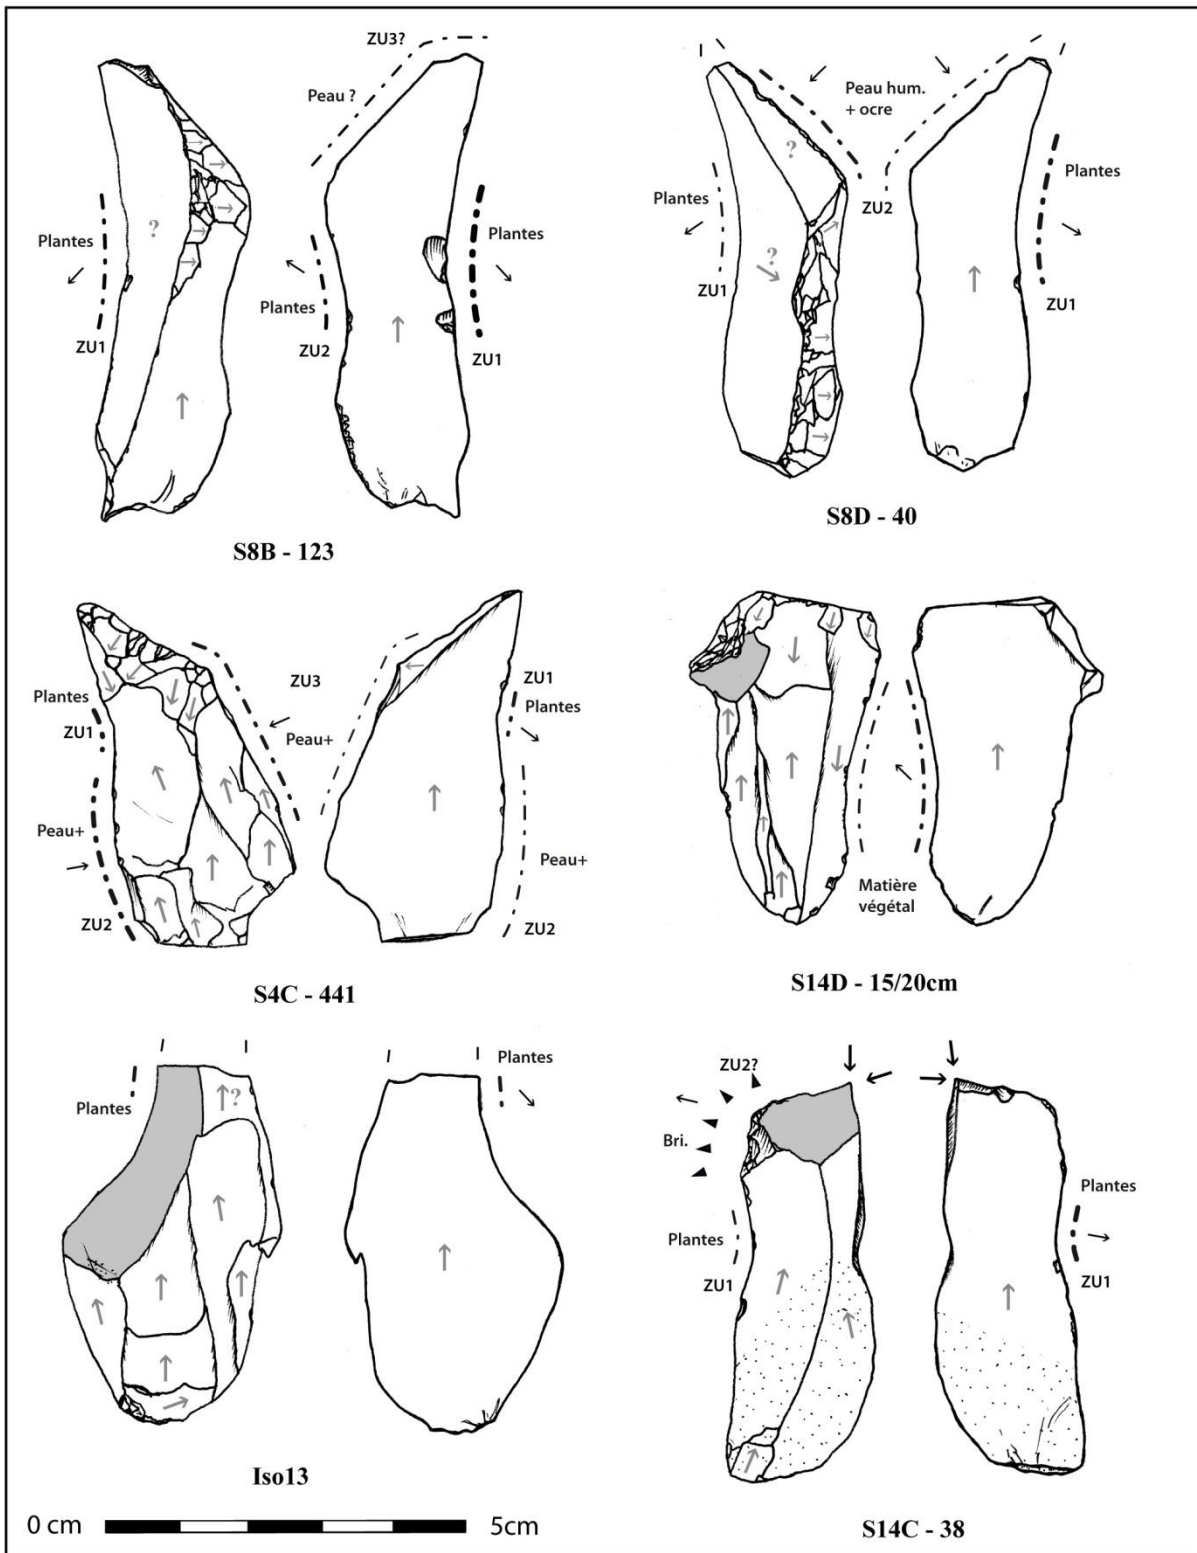 ZU3?
Peau ?
Plantes
ZU1
?
Plantes
ZU2
Plantes
ZU1
S8B - 123
Peau hum.
+ ocre
Plantes
ZU1
?
?
ZU2
Plantes
ZU1
S8D - 40
Plantes
ZU1
Peau+
ZU2
ZU3
Peau+
ZU1
Plantes
Peau+
ZU2
S4C - 441
Matière
végétal
S14D - 15/20cm
Plantes
?
Plantes
Iso13
ZU2?
Bri.
Plantes
ZU1
Plantes
ZU1
S14C - 38
0 cm
5cm